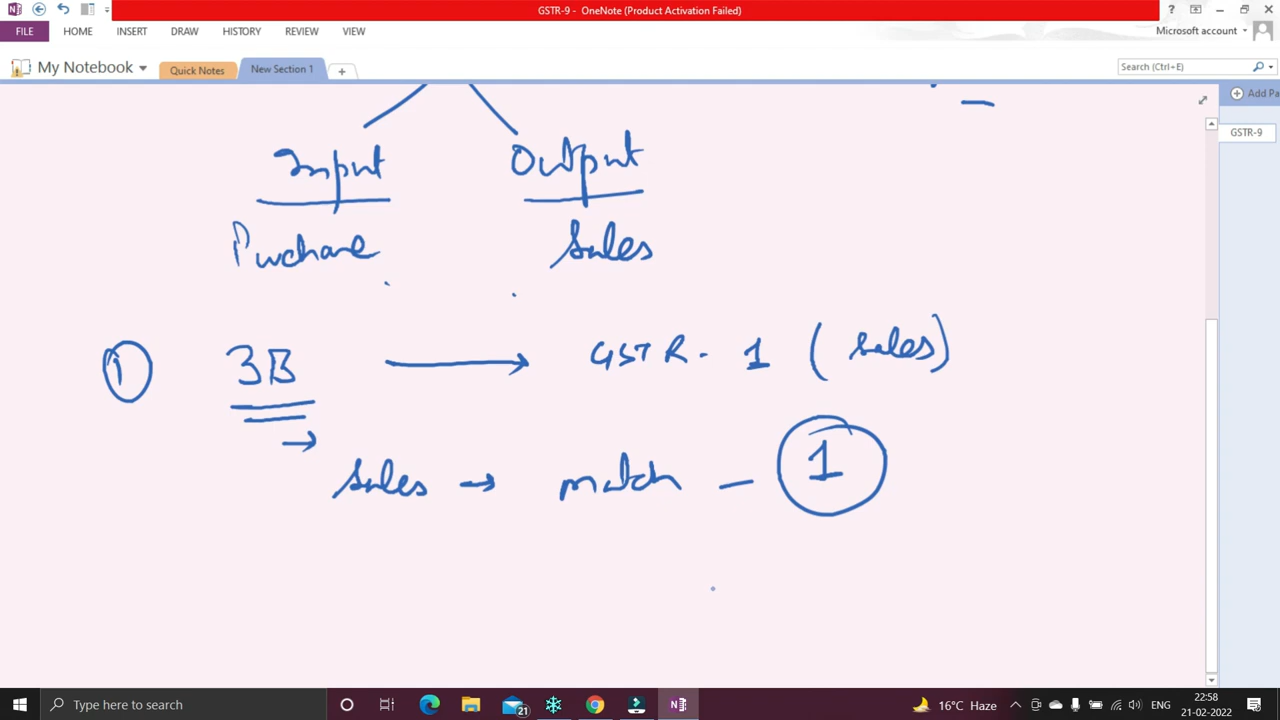 GSTR-9 - OneNote (Product Activation Failed)
FILE HOME INSERT DRAW HISTORY REVIEW VIEW
Microsoft account
My Notebook Quick Notes New Section 1
Search (Ctrl+E)
Add Pa
GSTR-9
Input Output
Purchase Sales
1 3B GSTR-1 (sales)
Sales → match - 1
Type here to search
21
16°C Haze
ENG
22:58
21-02-2022